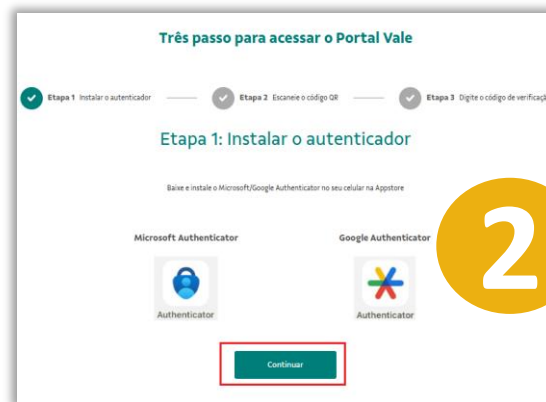 Três passo para acessar o Portal Vale
Etapa 1 Instalar o autenticador Etapa 2 Escaneie o código QR Etapa 3 Digite o código de verificaçã
Etapa 1: Instalar o autenticador
Baixe e instale o Microsoft/Google Authenticator no seu celular na Appstore
Microsoft Authenticator Google Authenticator
2
Authenticator Authenticator
Continuar